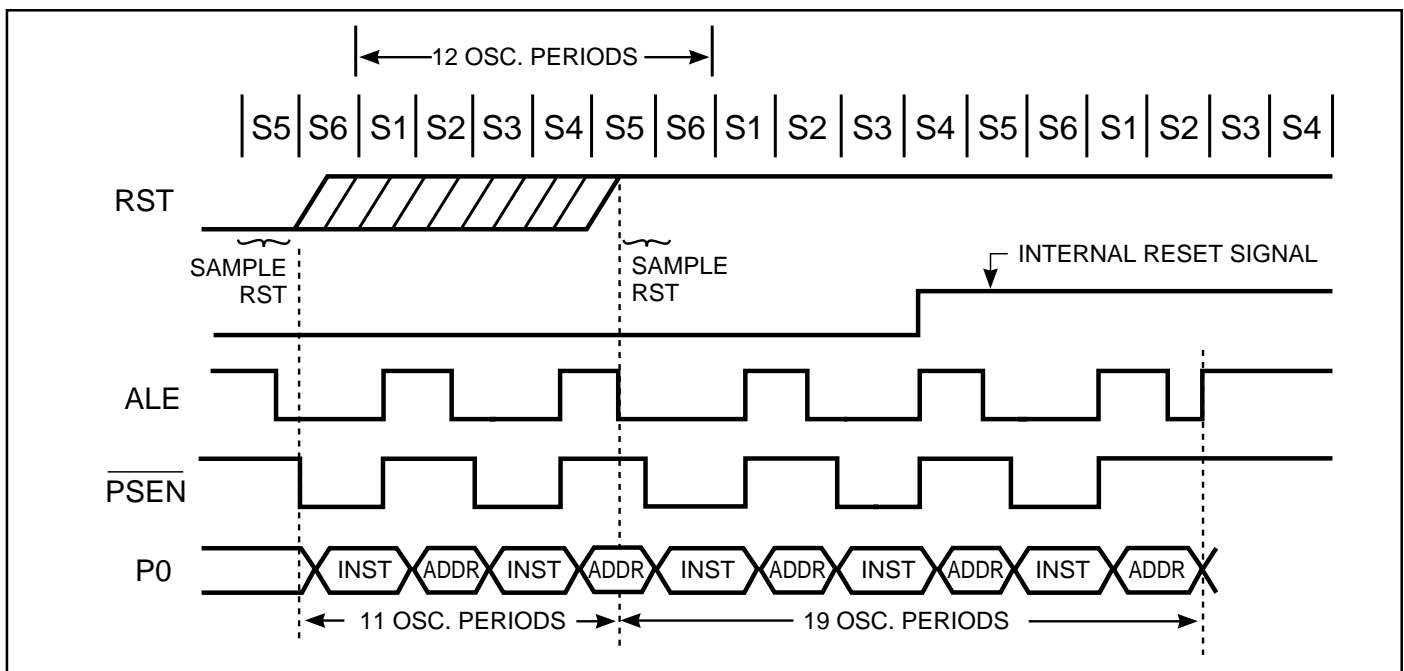 12 OSC. PERIODS
S5 S6 S1 S2 S3 S4 S5 S6 S1 S2 S3 S4 S5 S6 S1 S2 S3 S4
RST
SAMPLE
RST
SAMPLE
RST
INTERNAL RESET SIGNAL
ALE
PSEN
P0
INST ADDR INST ADDR INST ADDR INST ADDR INST ADDR
11 OSC. PERIODS
19 OSC. PERIODS